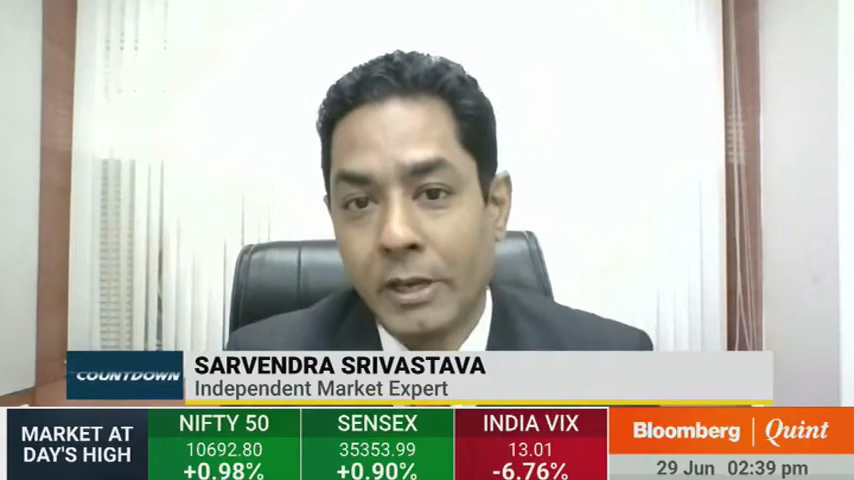 COUNTDOWN
SARVENDRA SRIVASTAVA
Independent Market Expert
MARKET AT
DAY'S HIGH
NIFTY 50
10692.80
+0.98%
SENSEX
35353.99
+0.90%
INDIA VIX
13.01
-6.76%
Bloomberg | Quint
29 Jun 02:39 pm